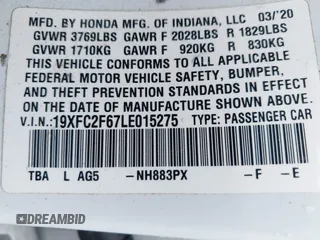 MFD. BY HONDA MFG. OF INDIANA, LLC 03/'20
GVWR 3769LBS GAWR F 2028LBS R 1829LBS
GVWR 1710KG GAWR F 920KG R 830KG
THIS VEHICLE CONFORMS TO ALL APPLICABLE
FEDERAL MOTOR VEHICLE SAFETY, BUMPER,
AND THEFT PREVENTION STANDARDS IN EFFECT
ON THE DATE OF MANUFACTURE SHOWN ABOVE.
V.I.N.: 19XFC2F67LE015275 TYPE: PASSENGER CAR
TBA L AG5 -NH883PX -F -E
DREAMBID